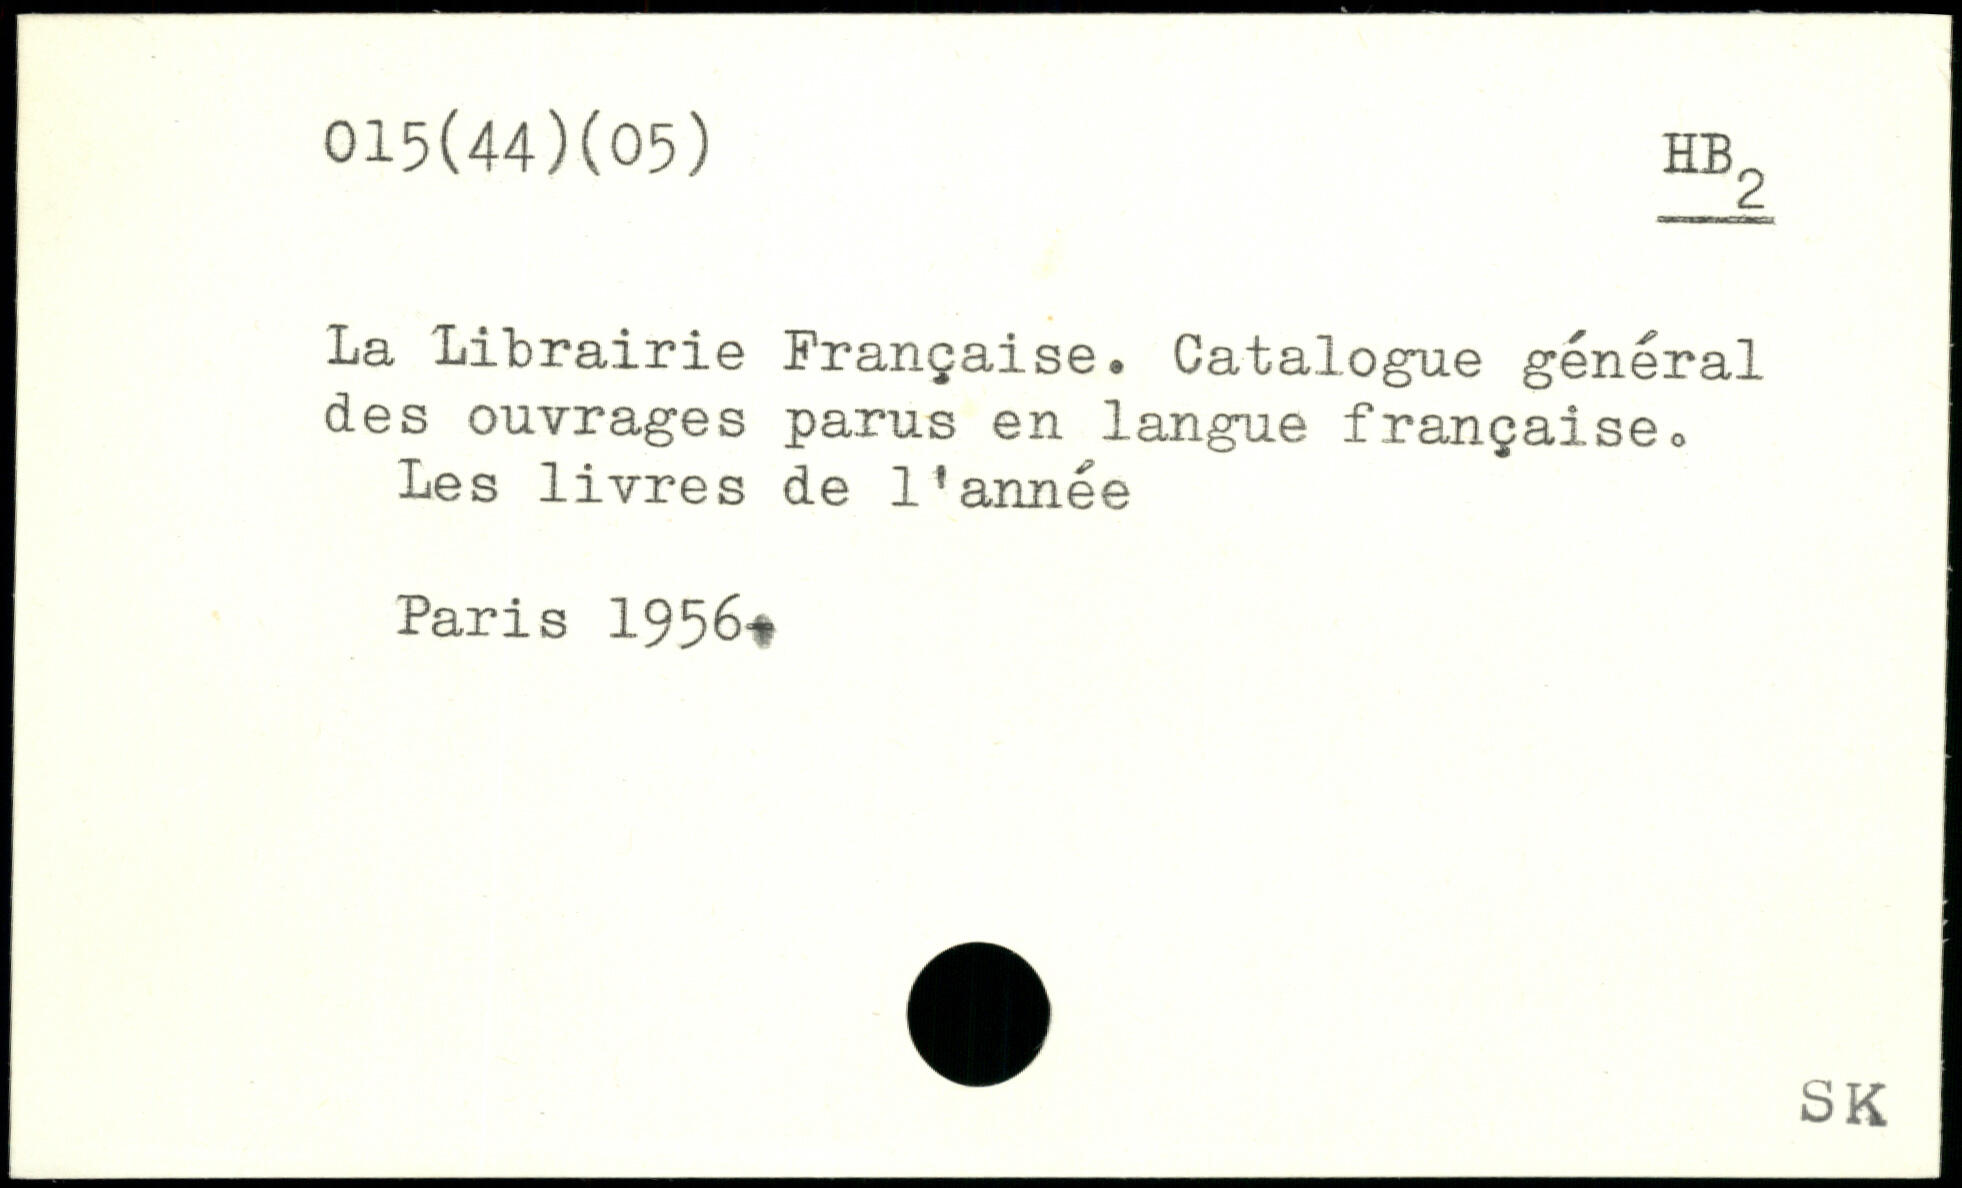 015(44)(05)
HB2
La Librairie Française. Catalogue général
des ouvrages parus en langue française.
Les livres de l'année
Paris 1956+
SK